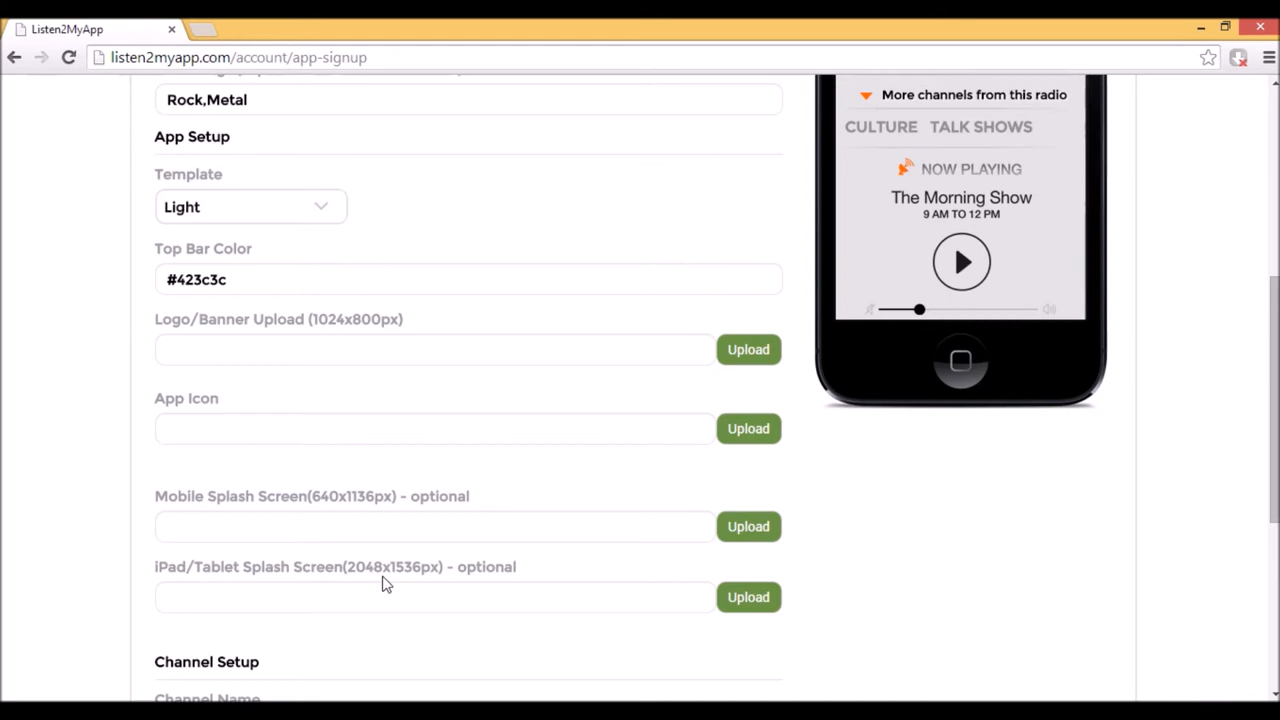 Listen2MyApp
listen2myapp.com/account/app-signup
Rock,Metal
App Setup
Template
Light
Top Bar Color
#423c3c
Logo/Banner Upload (1024x800px)
Upload
App Icon
Upload
Mobile Splash Screen(640x1136px) - optional
Upload
iPad/Tablet Splash Screen(2048x1536px) - optional
Upload
Channel Setup
Channel Name
More channels from this radio
CULTURE TALK SHOWS
NOW PLAYING
The Morning Show
9 AM TO 12 PM